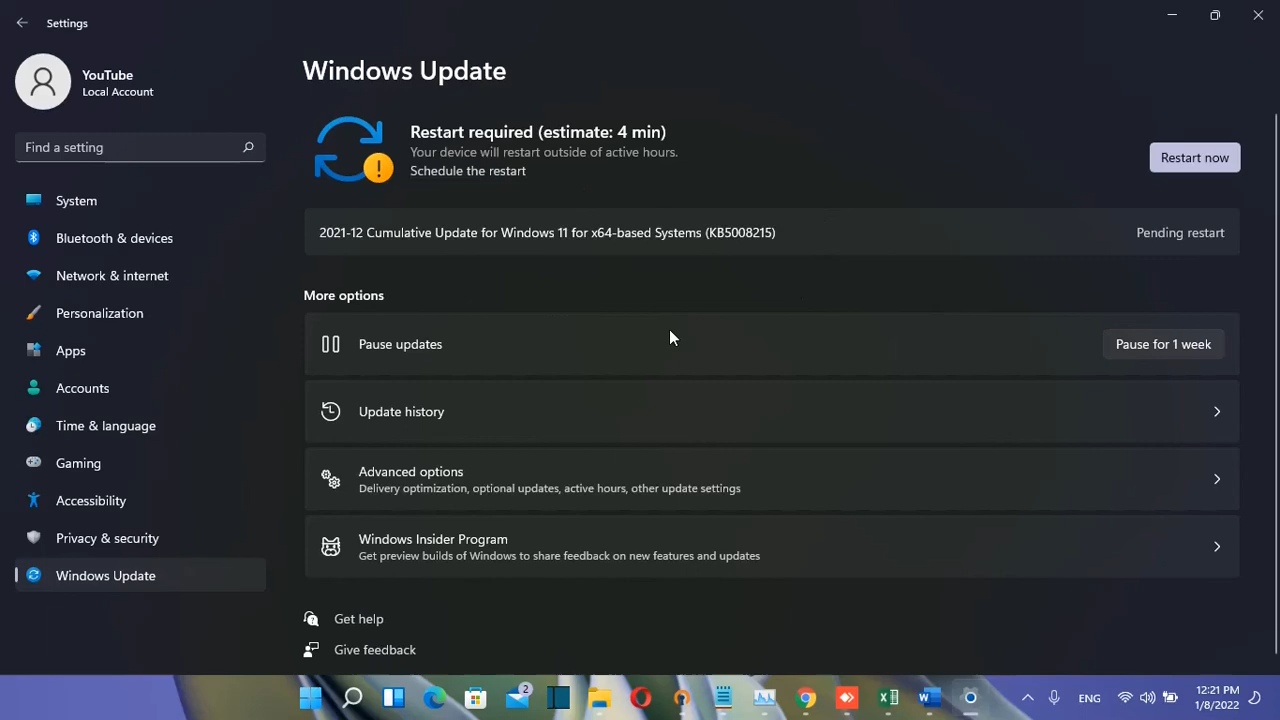 Settings
YouTube
Local Account
Find a setting
System
Bluetooth & devices
Network & internet
Personalization
Apps
Accounts
Time & language
Gaming
Accessibility
Privacy & security
Windows Update
Windows Update
Restart required (estimate: 4 min)
Your device will restart outside of active hours.
Schedule the restart
Restart now
2021-12 Cumulative Update for Windows 11 for x64-based Systems (KB5008215)
Pending restart
More options
Pause updates
Pause for 1 week
Update history
Advanced options
Delivery optimization, optional updates, active hours, other update settings
Windows Insider Program
Get preview builds of Windows to share feedback on new features and updates
Get help
Give feedback
2
ENG
12:21 PM
1/8/2022